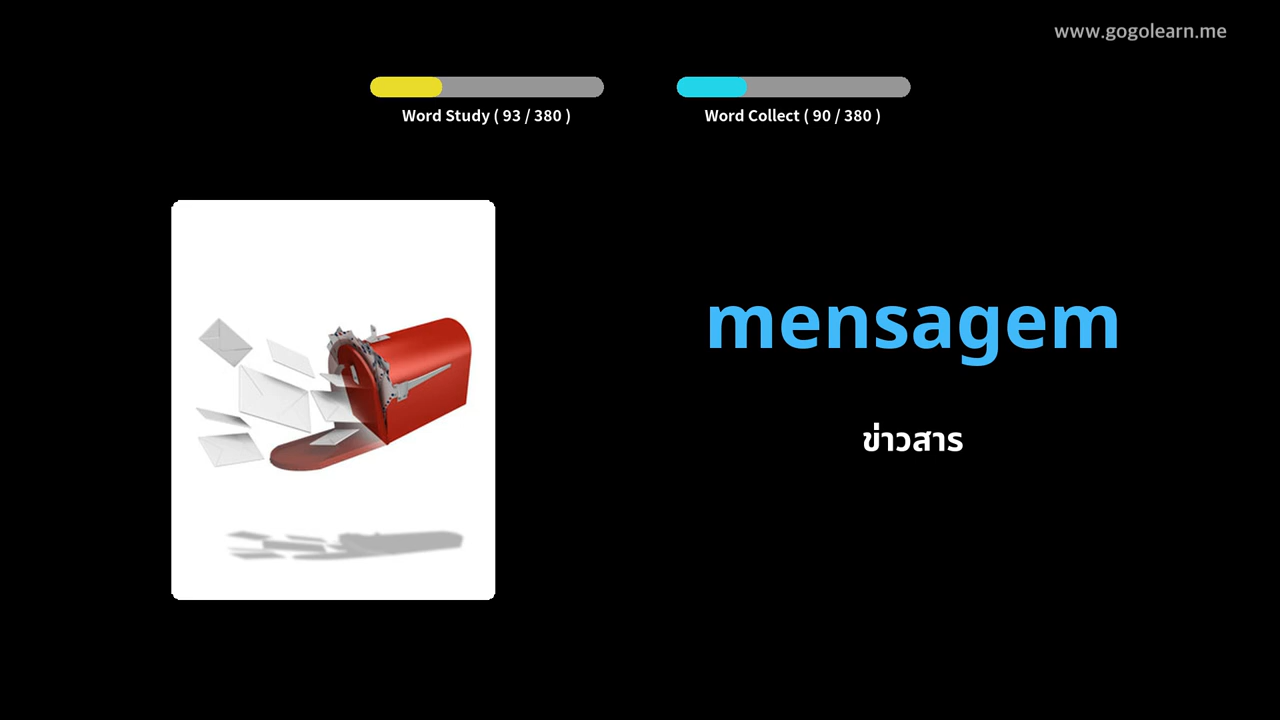 www.gogolearn.me
Word Study ( 93 / 380 )
Word Collect ( 90 / 380 )
mensagem
ข่าวสาร